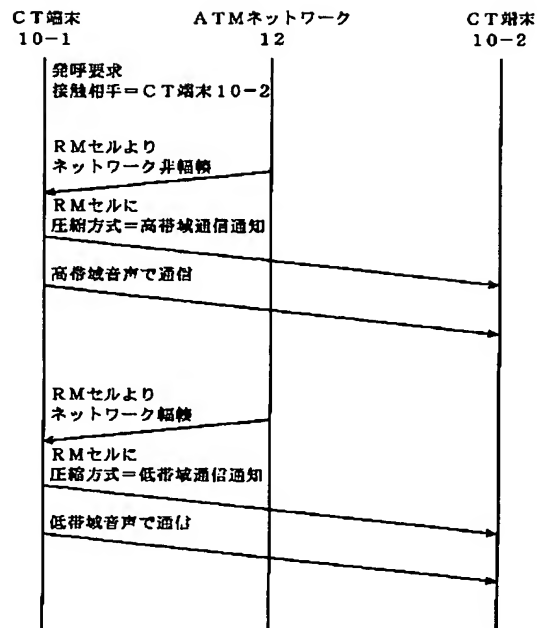 CT端末
ATMネットワーク
CT端末
10-1
12
10-2
発呼要求
接触相手=CT端末10-2
RMセルより
ネットワーク非輻輳
RMセルに
圧縮方式=高帯域通信通知
高帯域音声で通信
RMセルより
ネットワーク輻輳
RMセルに
圧縮方式=低帯域通信通知
低帯域音声で通信